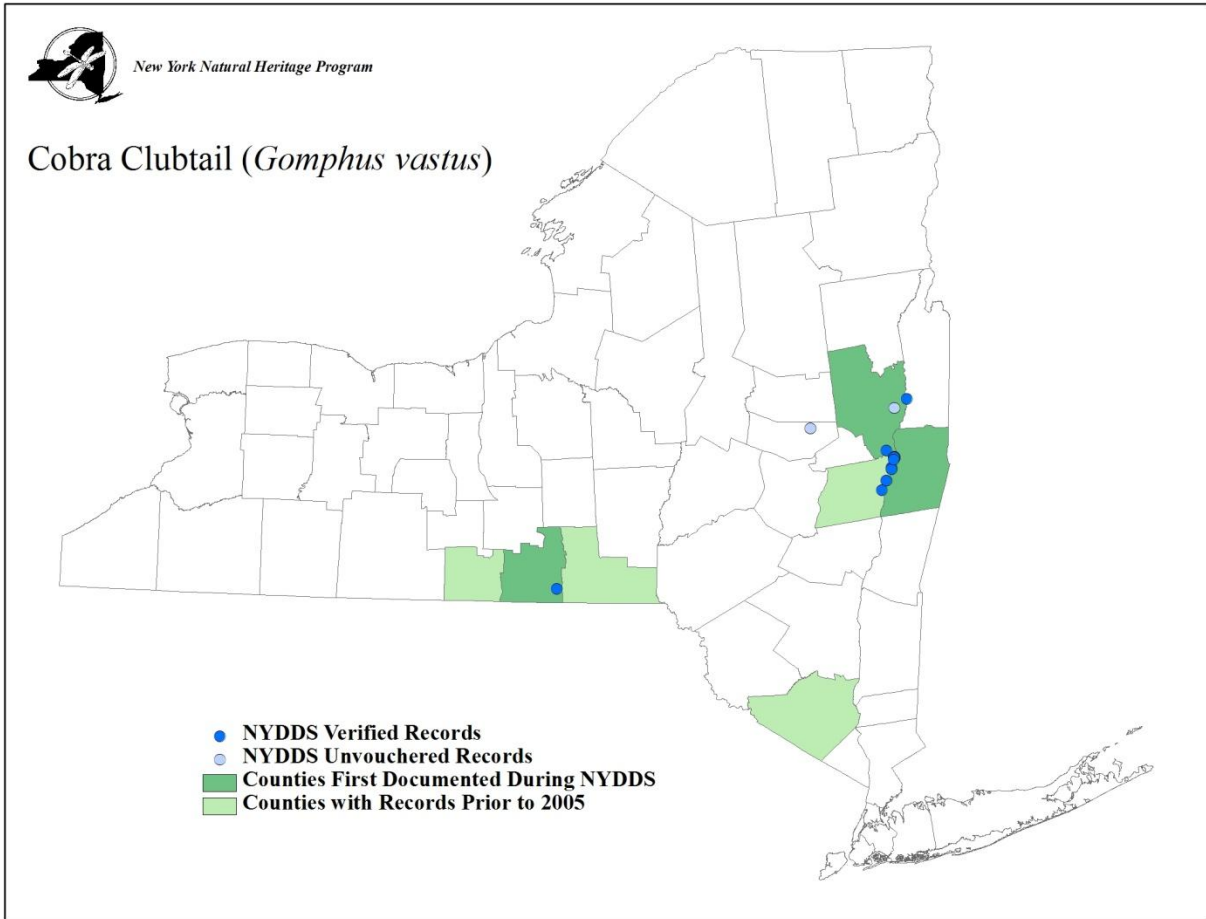 New York Natural Heritage Program
Cobra Clubtail (Gomphus vastus)
NYDDS Verified Records
NYDDS Unvouchered Records
Counties First Documented During NYDDS
Counties with Records Prior to 2005